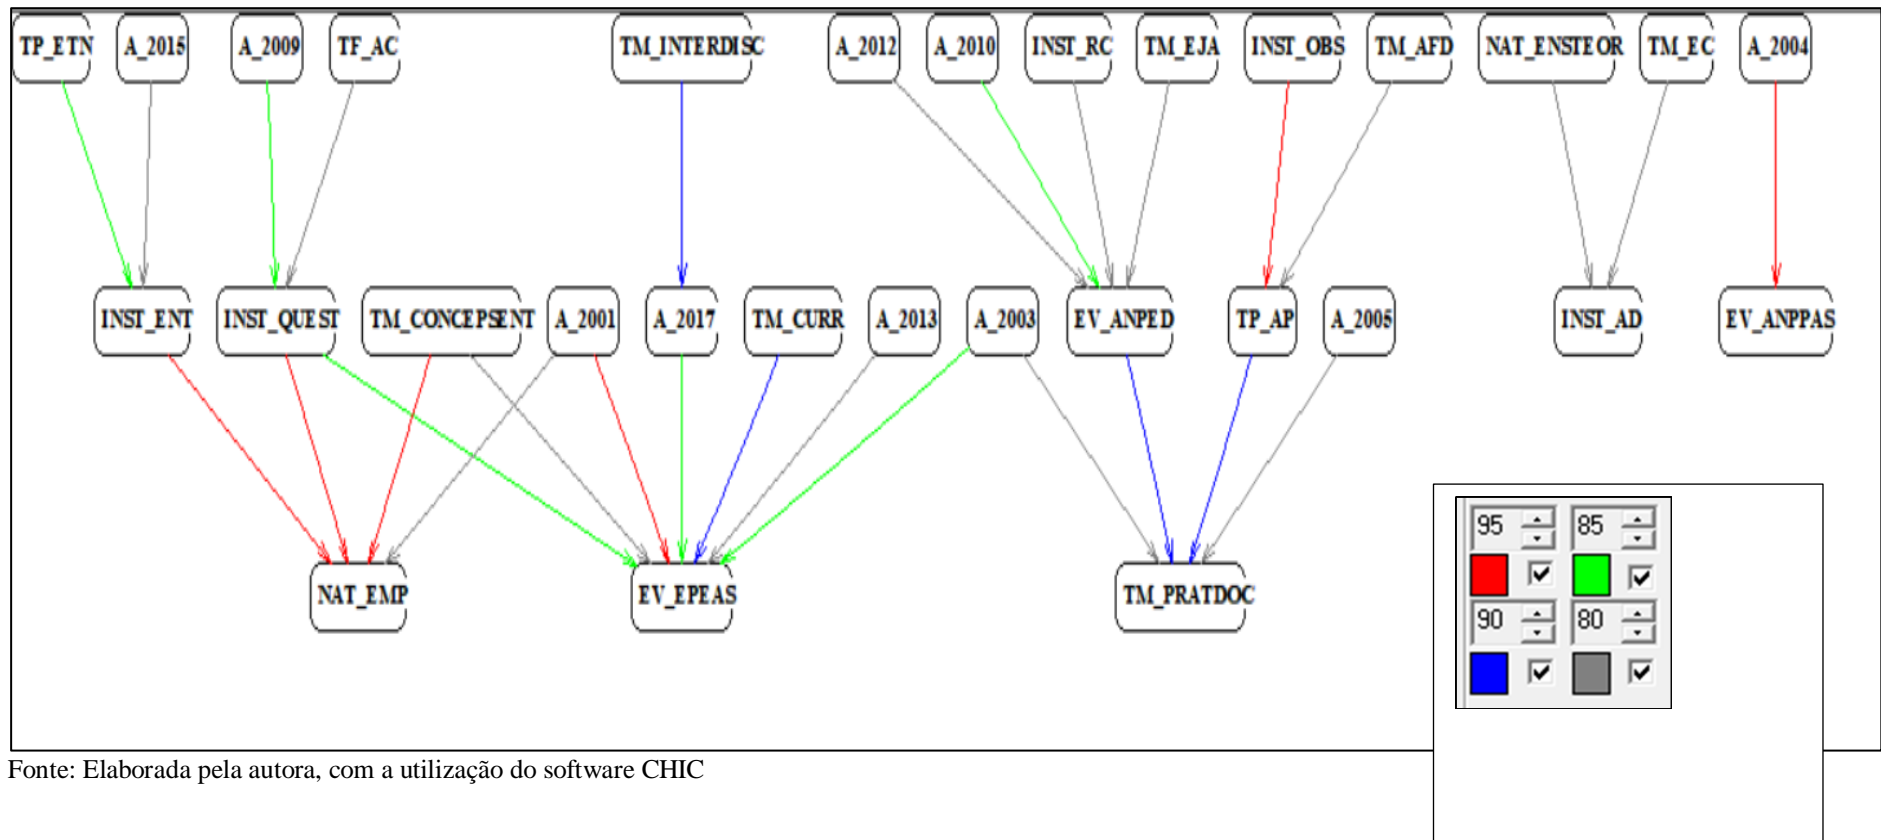 TP_ETN A_2015 A_2009 TF_AC TM_INTERDISC A_2012 A_2010 INST_RC TM_EJA INST_OBS TM_AFD NAT_ENSTEOR TM_EC A_2004
INST_ENT INST_QUEST TM_CONCEPSENT A_2001 A_2017 TM_CURR A_2013 A_2003 EV_ANPED TP_AP A_2005 INST_AD EV_ANPPAS
NAT_EMP EV_EPEAS TM_PRATDOC
95 85
90 80
Fonte: Elaborada pela autora, com a utilização do software CHIC